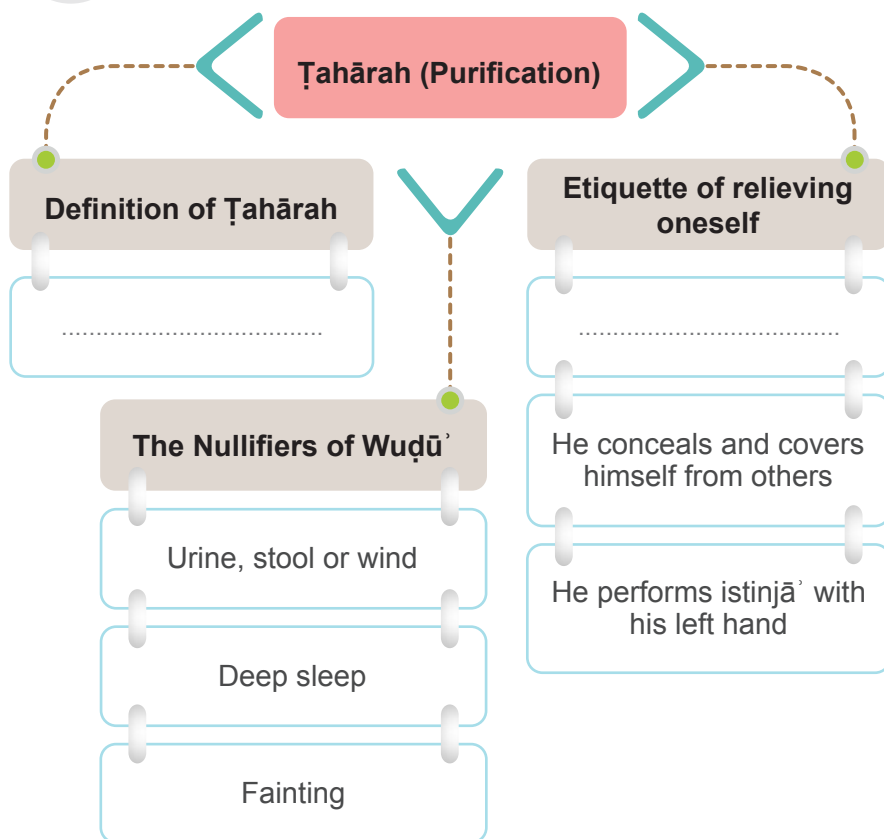 Ṭahārah (Purification)
Definition of Ṭahārah
....................................
The Nullifiers of Wuḍūʾ
Urine, stool or wind
Deep sleep
Fainting
Etiquette of relieving
oneself
....................................
He conceals and covers
himself from others
He performs istinjāʾ with
his left hand